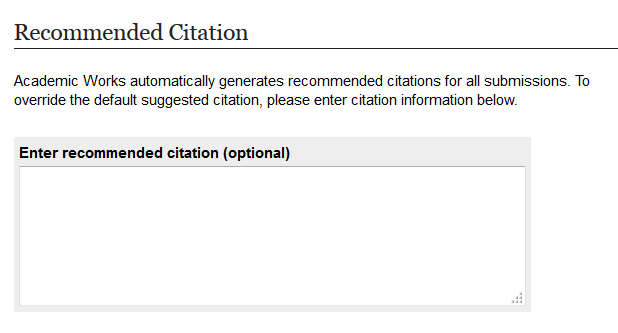 Recommended Citation
Academic Works automatically generates recommended citations for all submissions. To
override the default suggested citation, please enter citation information below.
Enter recommended citation (optional)